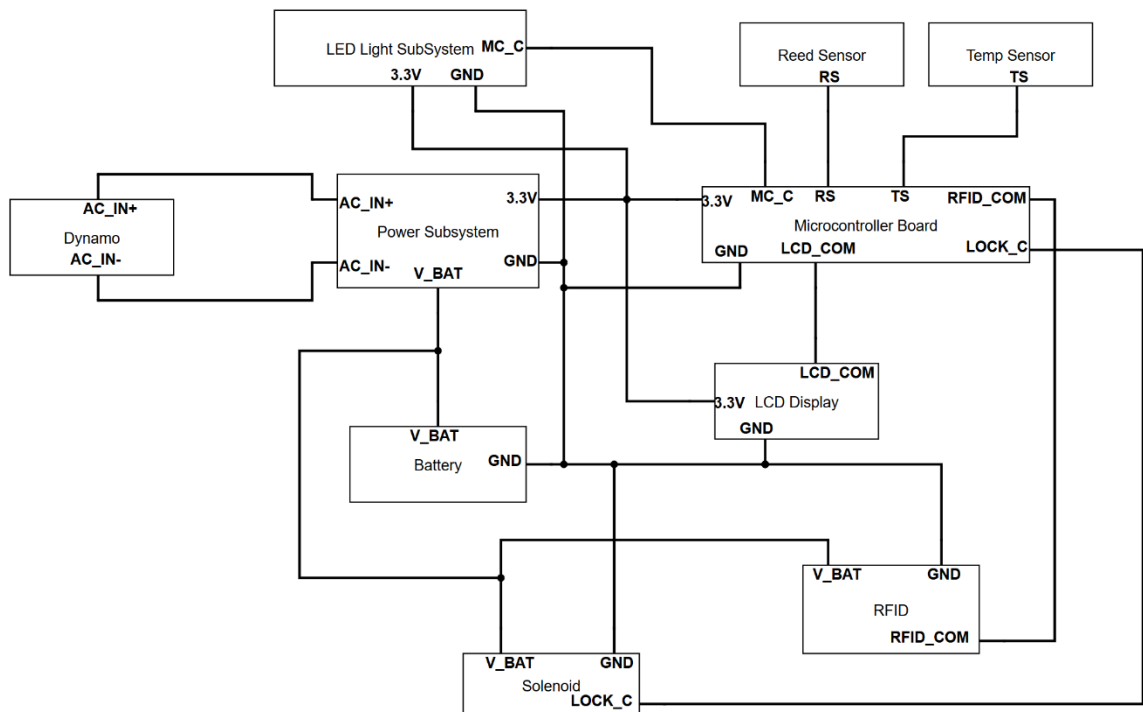 LED Light SubSystem
MC_C
3.3V
GND
Reed Sensor
RS
Temp Sensor
TS
AC_IN+
Dynamo
AC_IN-
AC_IN+
3.3V
Power Subsystem
AC_IN-
GND
V_BAT
3.3V
MC_C
RS
TS
RFID_COM
Microcontroller Board
GND
LCD_COM
LOCK_C
LCD_COM
3.3V
LCD Display
GND
V_BAT
Battery
GND
V_BAT
GND
RFID
RFID_COM
V_BAT
GND
Solenoid
LOCK_C